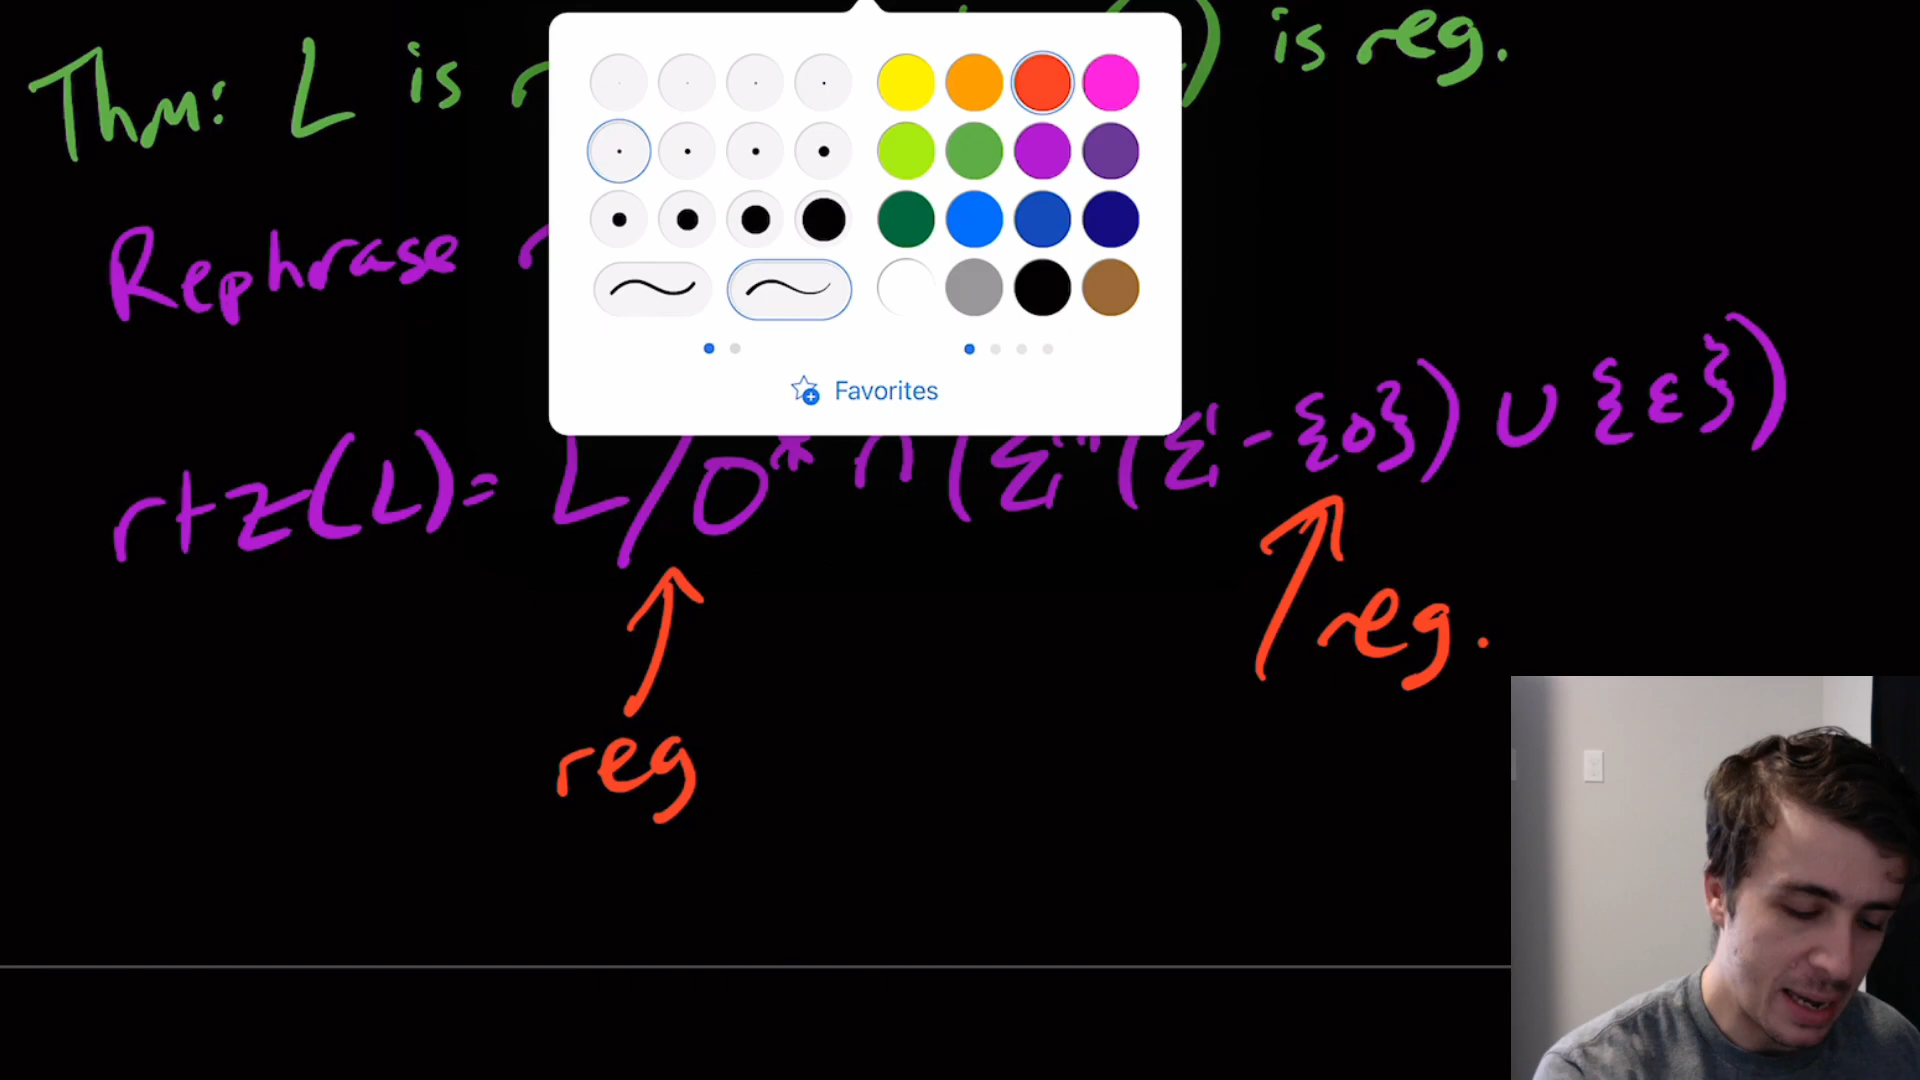 Thm: L is ) is reg.
Rephrase
Favorites
rtz(L)= L/0* ∩ (Σ*(Σ-{0}) ∪ {ε})
reg.
reg